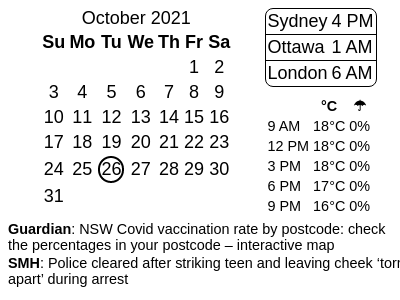 October 2021
Su Mo Tu We Th Fr Sa
1 2
3 4 5 6 7 8 9
10 11 12 13 14 15 16
17 18 19 20 21 22 23
24 25 26 27 28 29 30
31
Sydney 4 PM
Ottawa 1 AM
London 6 AM
°C ☂
9 AM 18°C 0%
12 PM 18°C 0%
3 PM 18°C 0%
6 PM 17°C 0%
9 PM 16°C 0%
Guardian: NSW Covid vaccination rate by postcode: check
the percentages in your postcode – interactive map
SMH: Police cleared after striking teen and leaving cheek ‘torn
apart’ during arrest